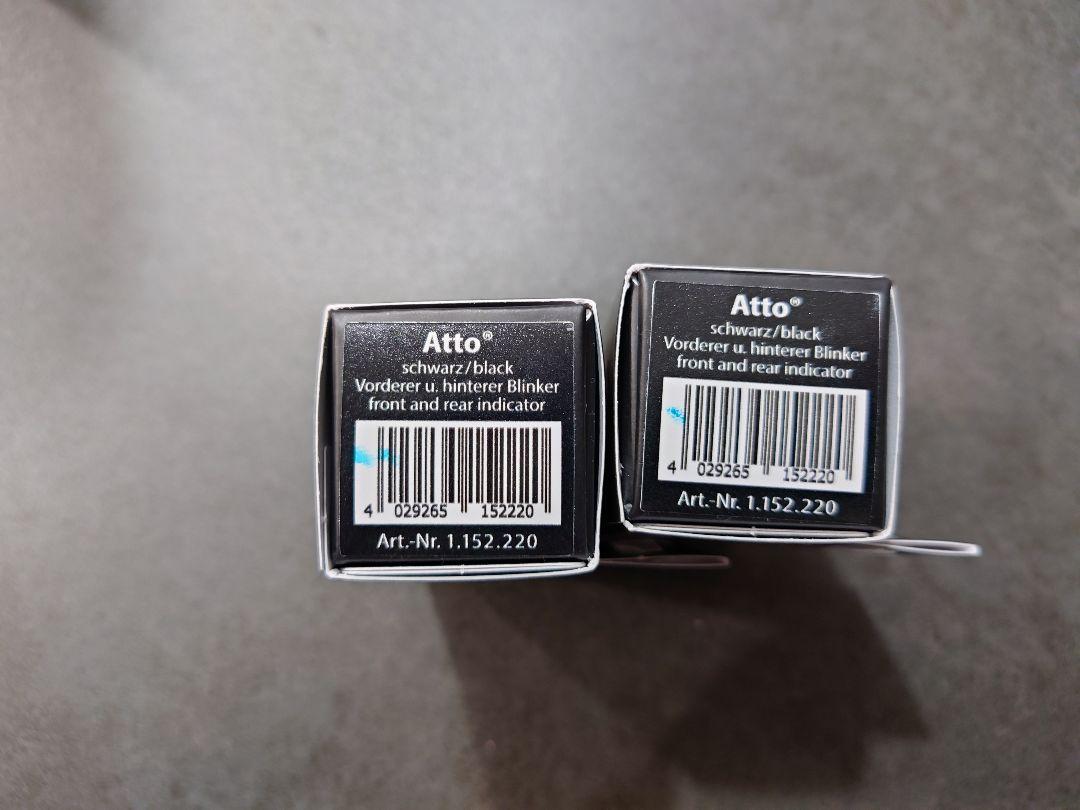 Atto®
schwarz/black
Vorderer u. hinterer Blinker
front and rear indicator
4 029265 152220
Art.-Nr. 1.152.220
Atto®
schwarz/black
Vorderer u. hinterer Blinker
front and rear indicator
4 029265 152220
Art.-Nr. 1.152.220